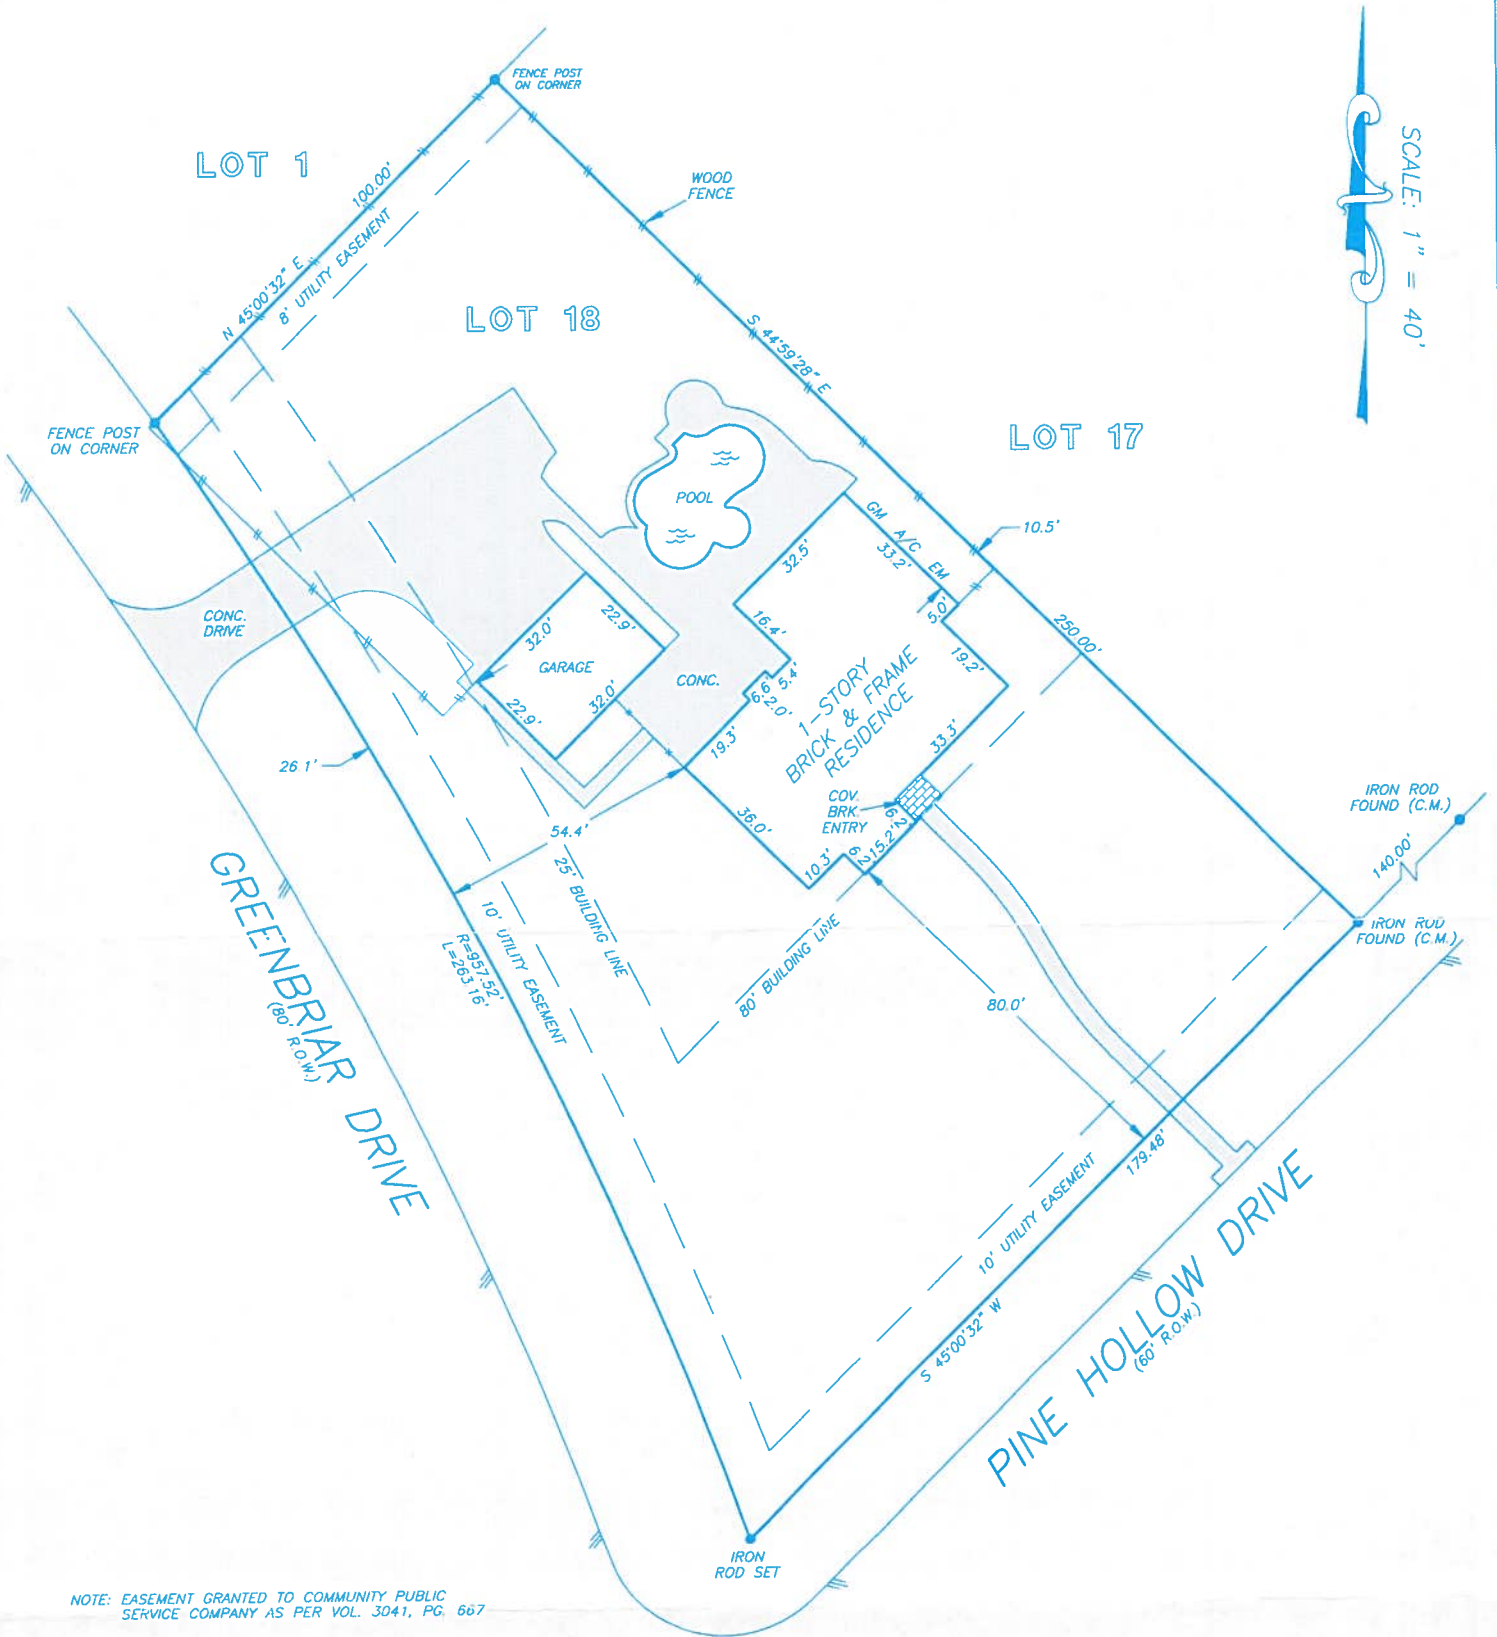 FENCE POST
ON CORNER
LOT 1
SCALE: 1" = 40'
WOOD
FENCE
100.00'
N 45°00'32" E
8' UTILITY EASEMENT
LOT 18
S 44°59'28" E
LOT 17
FENCE POST
ON CORNER
POOL
GM A/C EM
33.2'
10.5'
32.5'
5.0'
250.00'
CONC.
DRIVE
22.9'
32.0'
GARAGE
16.4'
19.2'
CONC.
5.4'
6.6'
2.0'
1-STORY
BRICK & FRAME
RESIDENCE
32.0'
22.9'
19.3'
33.3'
26.1'
COV.
BRK.
ENTRY
6.2'
15.2'
6.2'
36.0'
10.3'
54.4'
IRON ROD
FOUND (C.M.)
140.00'
IRON ROD
FOUND (C.M.)
25' BUILDING LINE
10' UTILITY EASEMENT
R=957.52'
L=263.16'
80' BUILDING LINE
80.0'
GREENBRIAR DRIVE
(80' R.O.W.)
179.48'
10' UTILITY EASEMENT
S 45°00'32" W
PINE HOLLOW DRIVE
(60' R.O.W.)
IRON
ROD SET
NOTE: EASEMENT GRANTED TO COMMUNITY PUBLIC
SERVICE COMPANY AS PER VOL. 3041, PG. 667